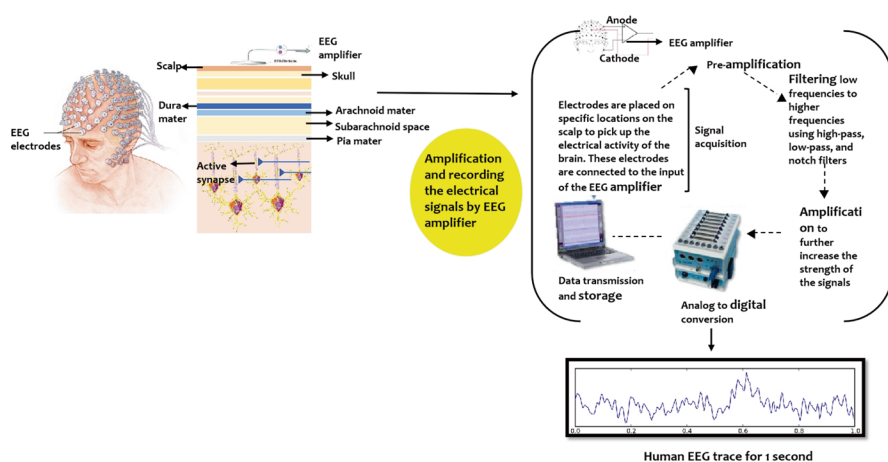 EEG
amplifier
Scalp
Skull
Dura
mater
Arachnoid mater
Subarachnoid space
Pia mater
EEG
electrodes
Active
synapse
Amplification
and recording
the electrical
signals by EEG
amplifier
Anode
EEG amplifier
Cathode
Pre-amplification
Filtering low
frequencies to
higher
frequencies
using high-pass,
low-pass, and
notch filters
Electrodes are placed on
specific locations on the
scalp to pick up the
electrical activity of the
brain. These electrodes
are connected to the input
of the EEG amplifier
Signal
acquisition
Amplificati
on to
further
increase the
strength of
the signals
Data transmission
and storage
Analog to digital
conversion
0.0 0.2 0.4 0.6 0.8 1.0
Human EEG trace for 1 second